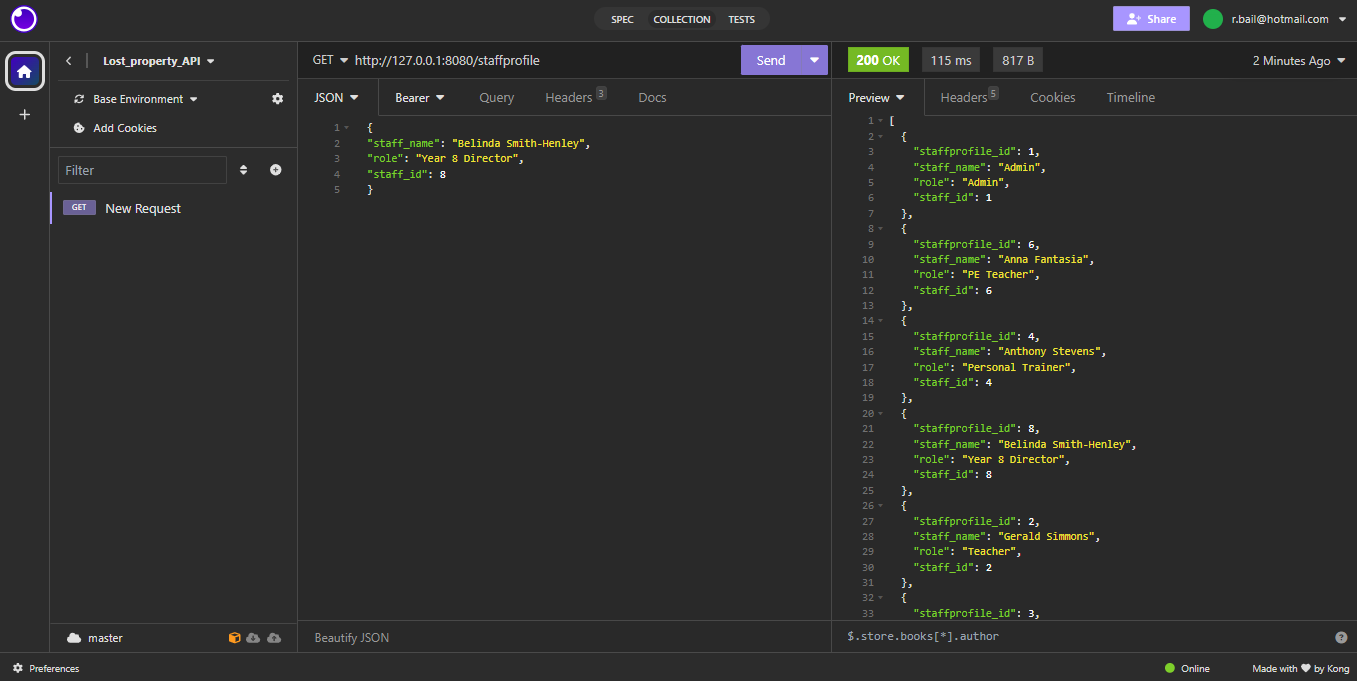 SPEC COLLECTION TESTS
Share
r.bail@hotmail.com
Lost_property_API
Base Environment
Add Cookies
Filter
GET New Request
master
GET http://127.0.0.1:8080/staffprofile
Send
JSON Bearer Query Headers 3 Docs
1 {
2 "staff_name": "Belinda Smith-Henley",
3 "role": "Year 8 Director",
4 "staff_id": 8
5 }
Beautify JSON
200 OK 115 ms 817 B 2 Minutes Ago
Preview Headers 5 Cookies Timeline
1 [
2 {
3 "staffprofile_id": 1,
4 "staff_name": "Admin",
5 "role": "Admin",
6 "staff_id": 1
7 },
8 {
9 "staffprofile_id": 6,
10 "staff_name": "Anna Fantasia",
11 "role": "PE Teacher",
12 "staff_id": 6
13 },
14 {
15 "staffprofile_id": 4,
16 "staff_name": "Anthony Stevens",
17 "role": "Personal Trainer",
18 "staff_id": 4
19 },
20 {
21 "staffprofile_id": 8,
22 "staff_name": "Belinda Smith-Henley",
23 "role": "Year 8 Director",
24 "staff_id": 8
25 },
26 {
27 "staffprofile_id": 2,
28 "staff_name": "Gerald Simmons",
29 "role": "Teacher",
30 "staff_id": 2
31 },
32 {
33 "staffprofile_id": 3,
$.store.books[*].author
?
Preferences
Online
Made with ♥ by Kong